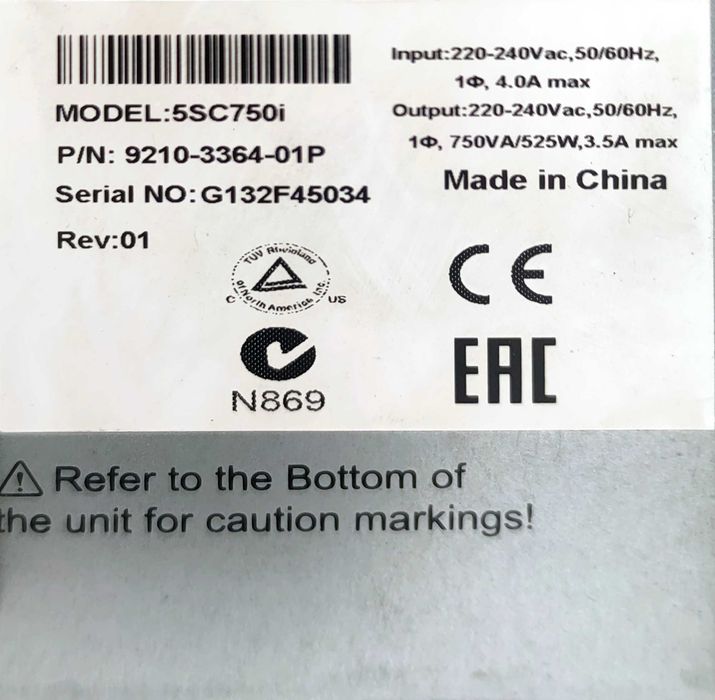 MODEL:5SC750i
P/N: 9210-3364-01P
Serial NO:G132F45034
Rev:01
Input:220-240Vac,50/60Hz,
1Φ, 4.0A max
Output:220-240Vac,50/60Hz,
1Φ, 750VA/525W,3.5A max
Made in China
TÜV Rheinland
of North America, Inc.
C US
N869
CE
EAC
Refer to the Bottom of
the unit for caution markings!